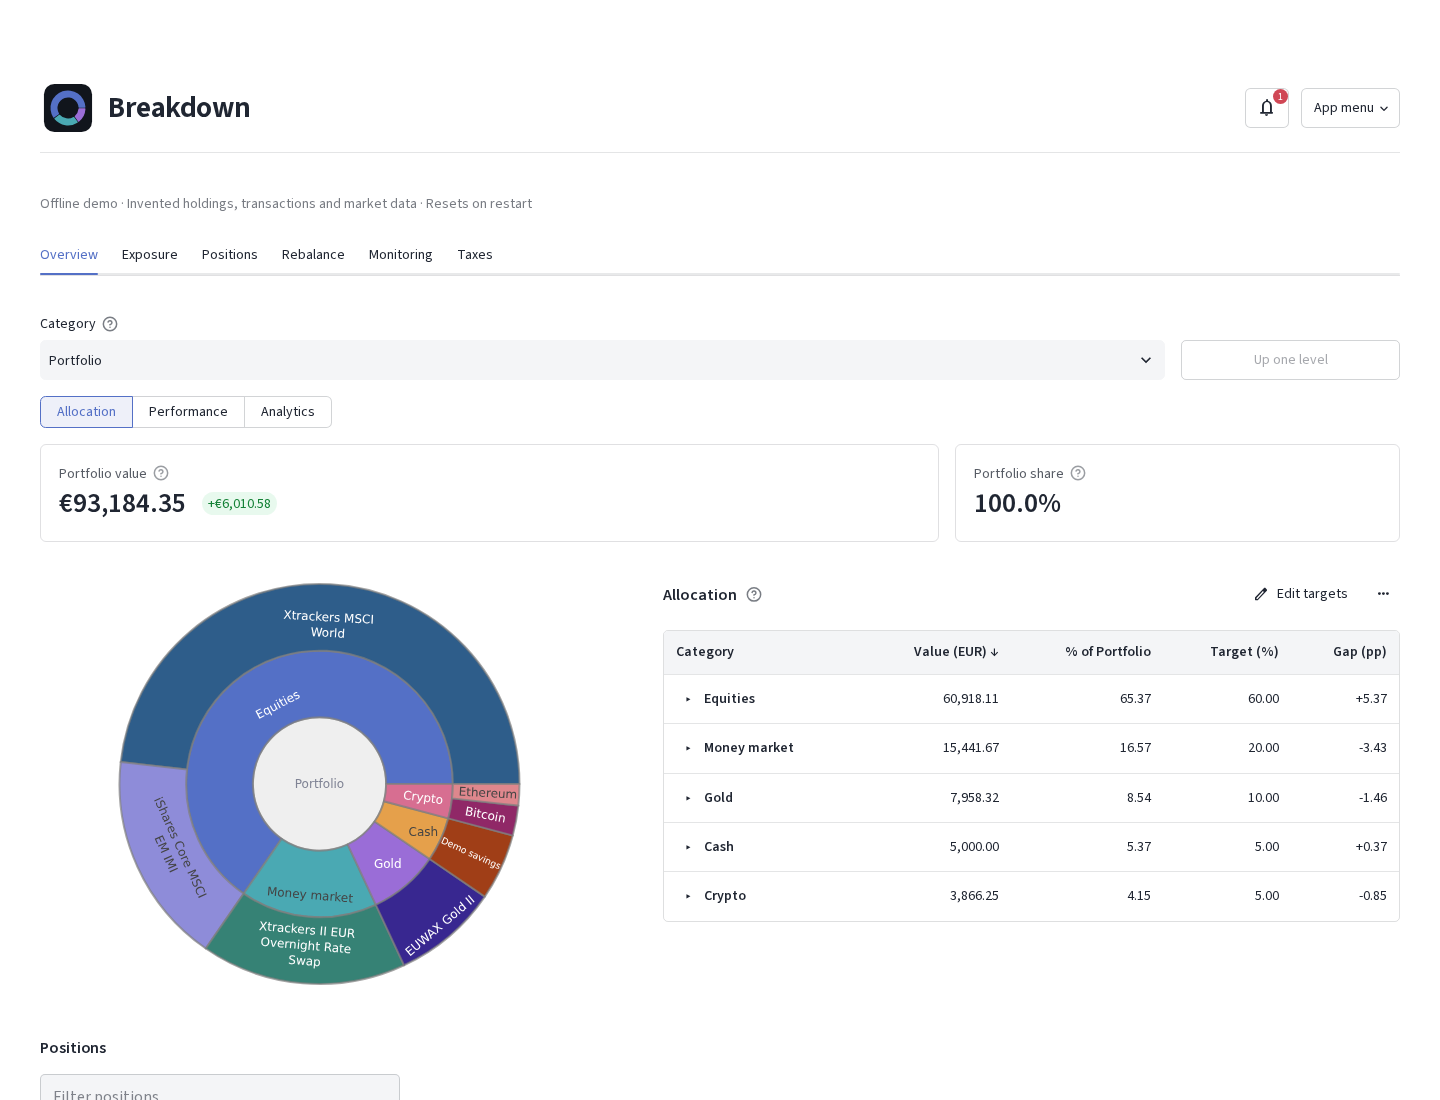 Breakdown
1
App menu
Offline demo · Invented holdings, transactions and market data · Resets on restart
Overview Exposure Positions Rebalance Monitoring Taxes
Category
Portfolio
Up one level
Allocation Performance Analytics
Portfolio value
€93,184.35 +€6,010.58
Portfolio share
100.0%
Xtrackers MSCI
World
Equities
Portfolio
Crypto
Ethereum
Bitcoin
Cash
Demo savings
Gold
EUWAX Gold II
Money market
Xtrackers II EUR
Overnight Rate
Swap
iShares Core MSCI
EM IMI
Allocation
Edit targets
Category Value (EUR) ↓ % of Portfolio Target (%) Gap (pp)
Equities 60,918.11 65.37 60.00 +5.37
Money market 15,441.67 16.57 20.00 -3.43
Gold 7,958.32 8.54 10.00 -1.46
Cash 5,000.00 5.37 5.00 +0.37
Crypto 3,866.25 4.15 5.00 -0.85
Positions
Filter positions